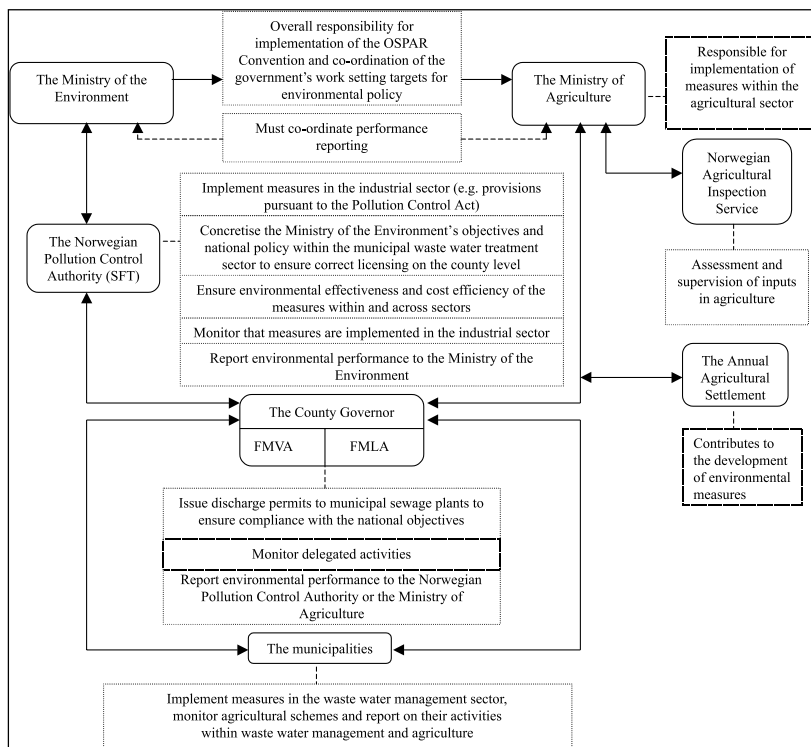 Overall responsibility for
implementation of the OSPAR
Convention and co-ordination of the
government's work setting targets for
environmental policy
The Ministry of the
Environment
The Ministry of
Agriculture
Responsible for
implementation of
measures within the
agricultural sector
Must co-ordinate performance
reporting
Norwegian
Agricultural
Inspection
Service
Implement measures in the industrial sector (e.g. provisions
pursuant to the Pollution Control Act)
Concretise the Ministry of the Environment's objectives and
national policy within the municipal waste water treatment
sector to ensure correct licensing on the county level
Ensure environmental effectiveness and cost efficiency of the
measures within and across sectors
Monitor that measures are implemented in the industrial sector
Report environmental performance to the Ministry of the
Environment
The Norwegian
Pollution Control
Authority (SFT)
Assessment and
supervision of inputs
in agriculture
The Annual
Agricultural
Settlement
The County Governor
FMVA
FMLA
Contributes to
the development
of environmental
measures
Issue discharge permits to municipal sewage plants to
ensure compliance with the national objectives
Monitor delegated activities
Report environmental performance to the Norwegian
Pollution Control Authority or the Ministry of
Agriculture
The municipalities
Implement measures in the waste water management sector,
monitor agricultural schemes and report on their activities
within waste water management and agriculture